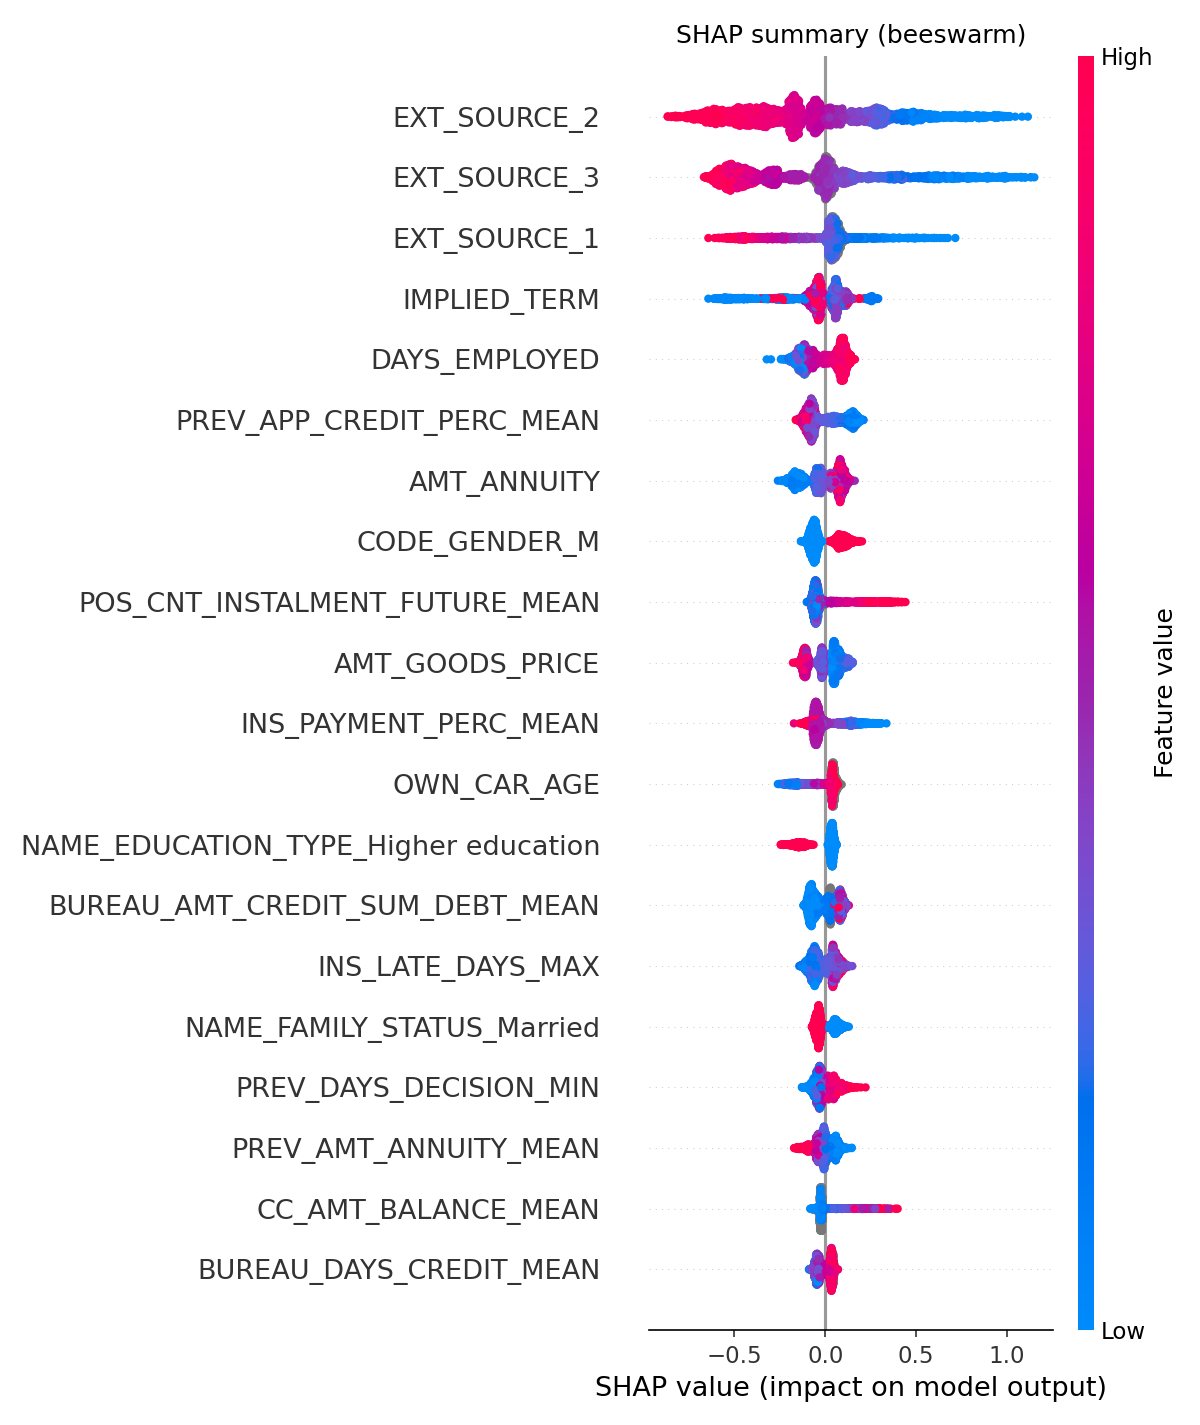 SHAP summary (beeswarm)
High
EXT_SOURCE_2
EXT_SOURCE_3
EXT_SOURCE_1
IMPLIED_TERM
DAYS_EMPLOYED
PREV_APP_CREDIT_PERC_MEAN
AMT_ANNUITY
CODE_GENDER_M
POS_CNT_INSTALMENT_FUTURE_MEAN
AMT_GOODS_PRICE
INS_PAYMENT_PERC_MEAN
OWN_CAR_AGE
NAME_EDUCATION_TYPE_Higher education
BUREAU_AMT_CREDIT_SUM_DEBT_MEAN
INS_LATE_DAYS_MAX
NAME_FAMILY_STATUS_Married
PREV_DAYS_DECISION_MIN
PREV_AMT_ANNUITY_MEAN
CC_AMT_BALANCE_MEAN
BUREAU_DAYS_CREDIT_MEAN
Feature value
Low
−0.5 0.0 0.5 1.0
SHAP value (impact on model output)